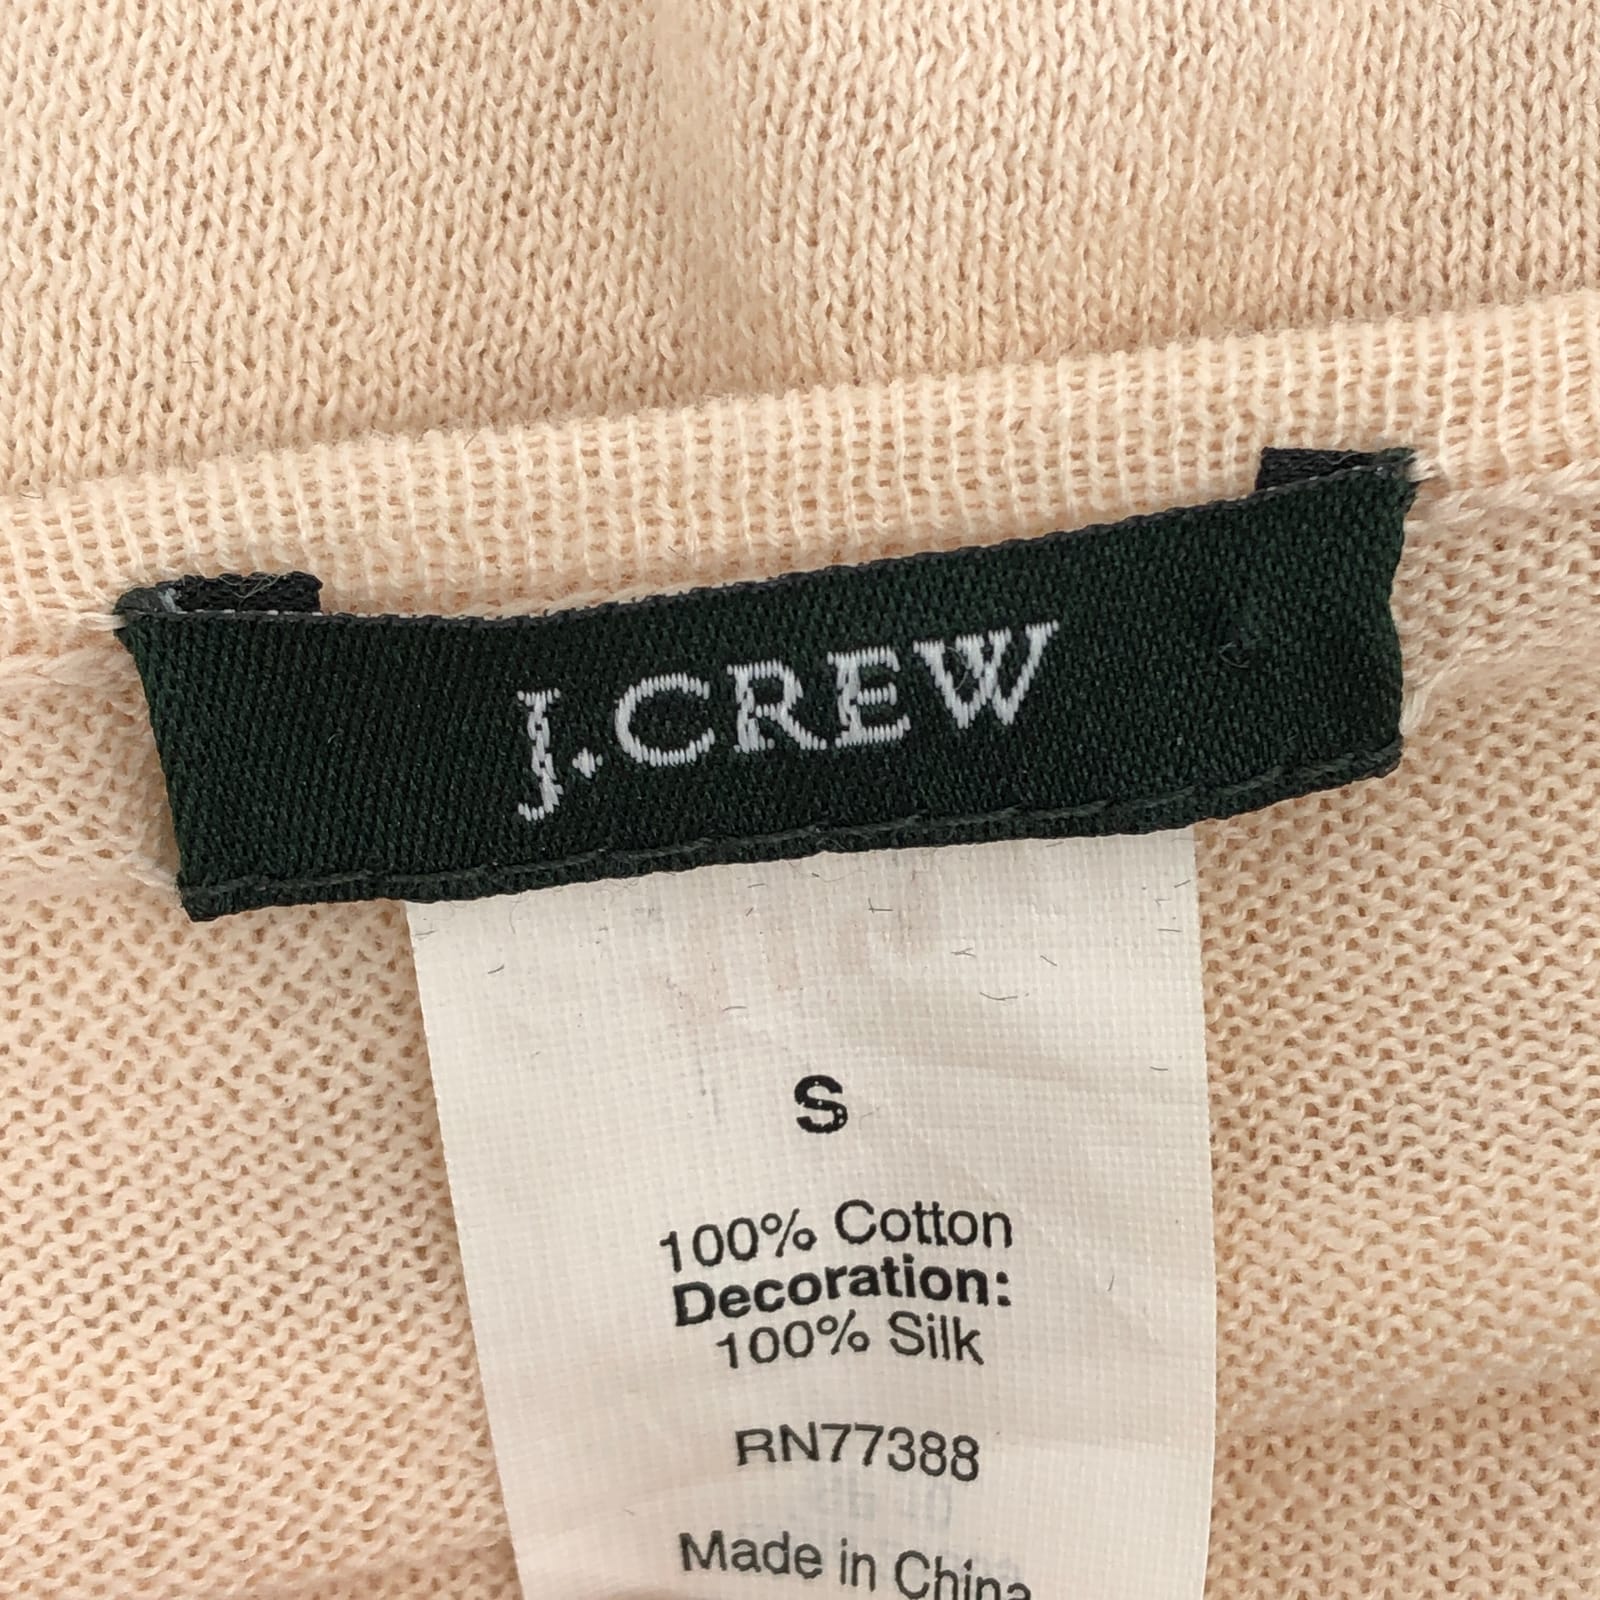 J.CREW
S
100% Cotton
Decoration:
100% Silk
RN77388
Made in China